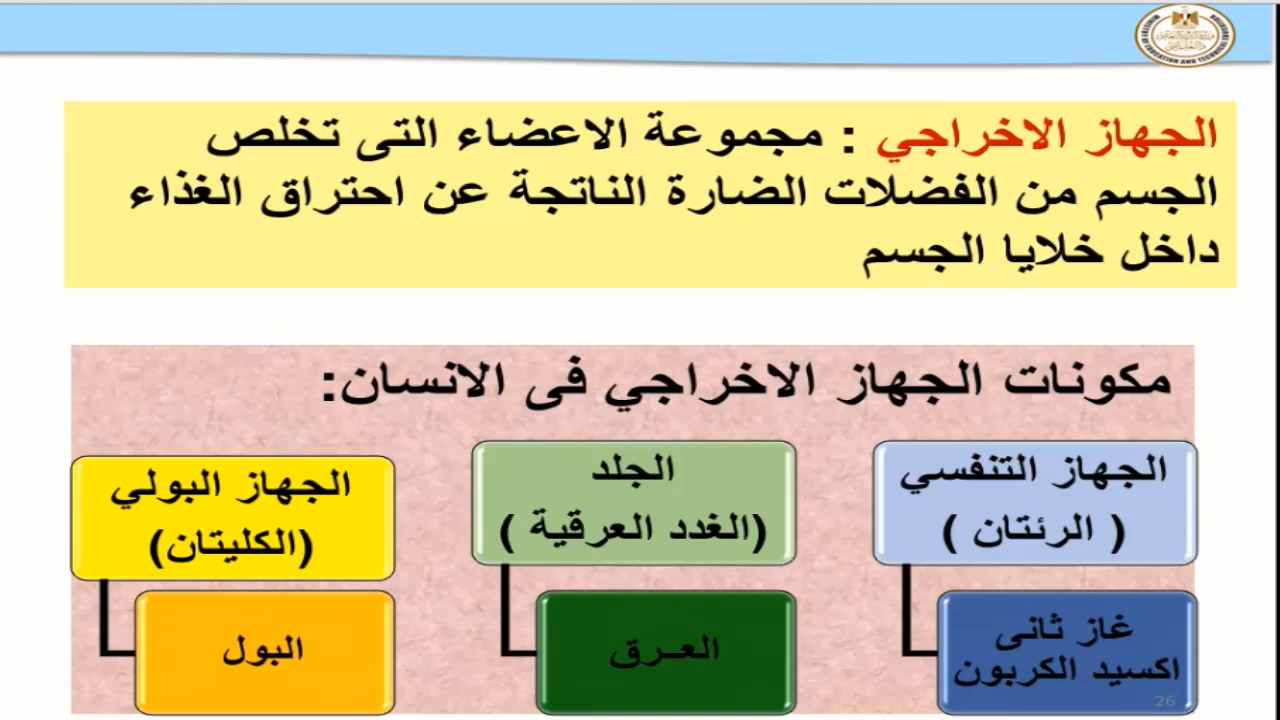 الجهاز الاخراجي : مجموعة الاعضاء التى تخلص
الجسم من الفضلات الضارة الناتجة عن احتراق الغذاء
داخل خلايا الجسم
مكونات الجهاز الاخراجي فى الانسان:
الجهاز التنفسي
( الرئتان )
غاز ثانى
اكسيد الكربون
الجلد
(الغدد العرقية )
العـرق
الجهاز البولي
(الكليتان)
البول
26